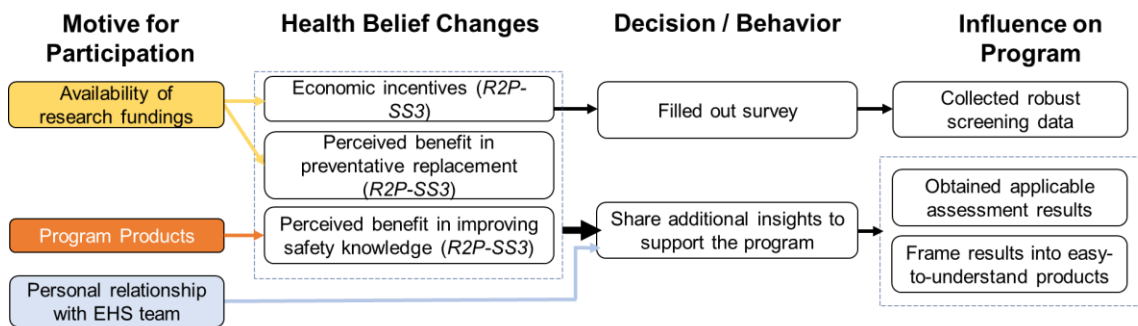 Motive for
Participation
Health Belief Changes
Decision / Behavior
Influence on
Program
Availability of
research fundings
Economic incentives (R2P-
SS3)
Filled out survey
Collected robust
screening data
Perceived benefit in
preventative replacement
(R2P-SS3)
Obtained applicable
assessment results
Program Products
Perceived benefit in improving
safety knowledge (R2P-SS3)
Share additional insights to
support the program
Frame results into easy-
to-understand products
Personal relationship
with EHS team